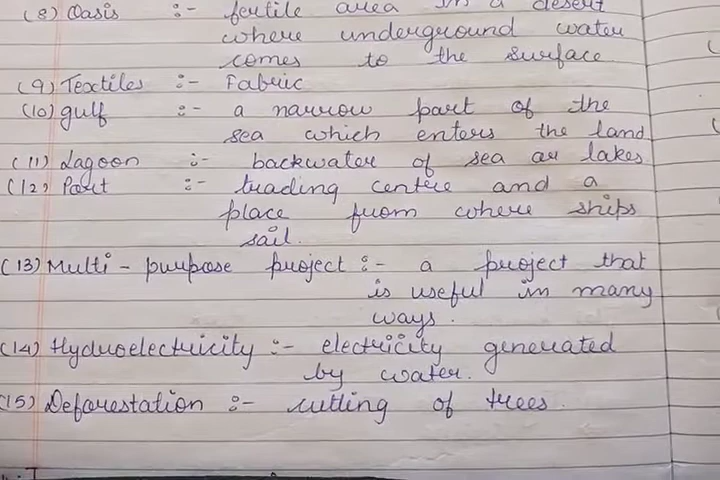 (8) Oasis :- fertile area in a desert
where underground water
comes to the surface
(9) Textiles :- Fabric
(10) gulf :- a narrow part of the
sea which enters the land
(11) Lagoon :- backwater of sea or lakes
(12) Port :- trading centre and a
place from where ships
sail.
(13) Multi - purpose project :- a project that
is useful in many
ways.
(14) Hydroelectricity :- electricity generated
by water.
(15) Deforestation :- cutting of trees.